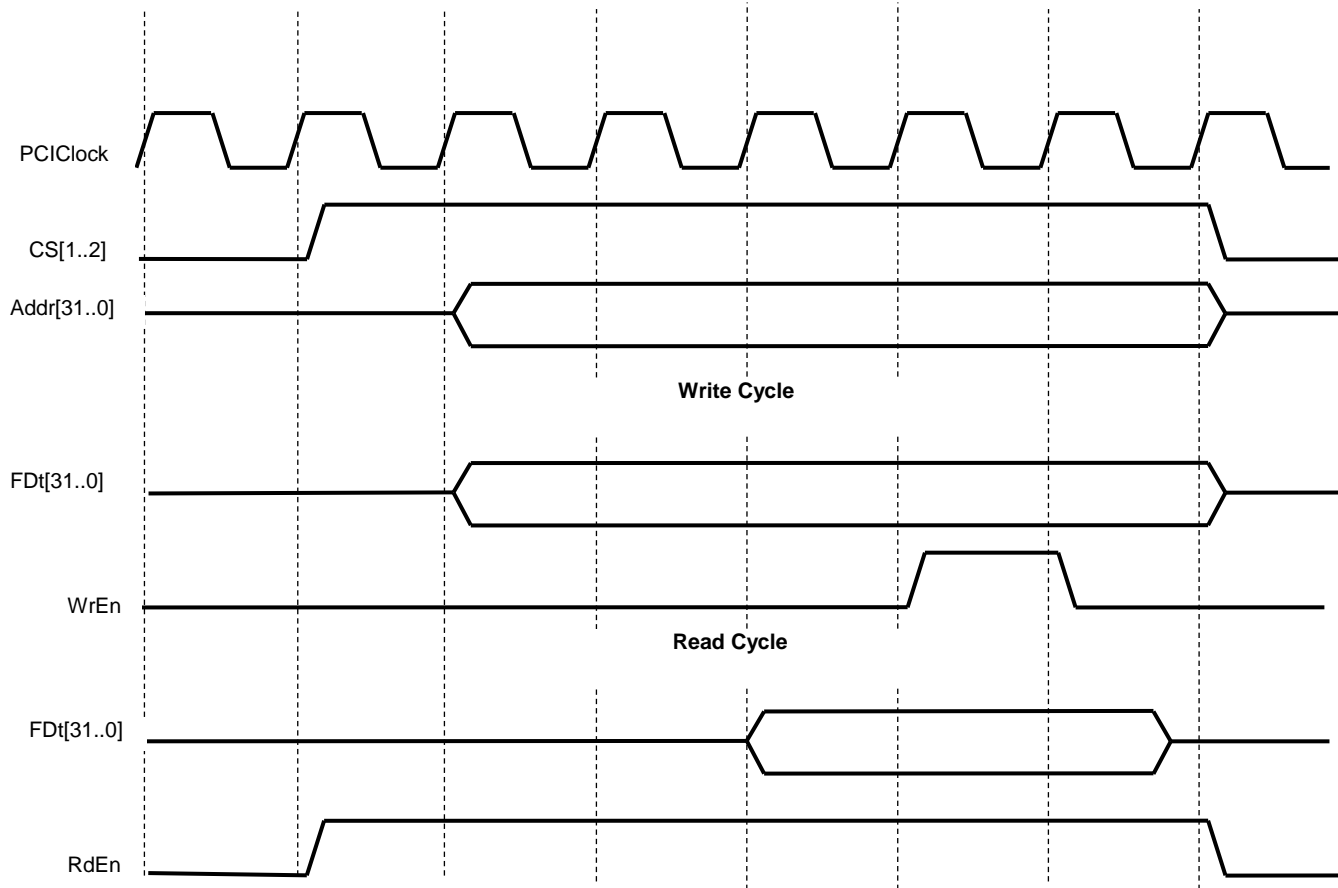 PCIClock
CS[1..2]
Addr[31..0]
Write Cycle
FDt[31..0]
WrEn
Read Cycle
FDt[31..0]
RdEn